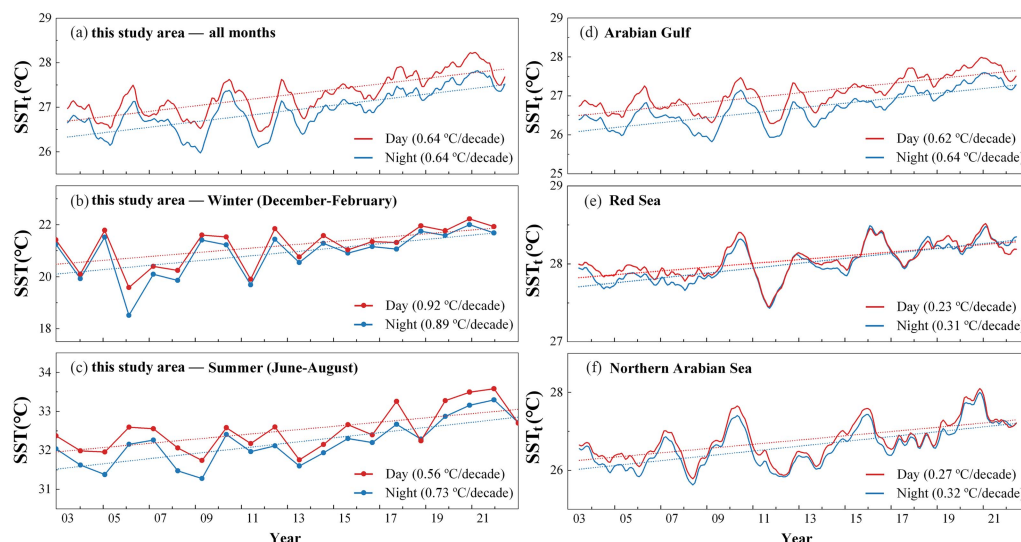 (a) this study area — all months
SSTt (°C)
29
28
27
26
Day (0.64 °C/decade)
Night (0.64 °C/decade)
(b) this study area — Winter (December-February)
SST(°C)
22
20
18
Day (0.92 °C/decade)
Night (0.89 °C/decade)
(c) this study area — Summer (June-August)
SST(°C)
34
33
32
31
Day (0.56 °C/decade)
Night (0.73 °C/decade)
03 05 07 09 11 13 15 17 19 21
Year
(d) Arabian Gulf
SSTt (°C)
29
28
27
26
25
Day (0.62 °C/decade)
Night (0.64 °C/decade)
(e) Red Sea
SSTt (°C)
29
28
27
Day (0.23 °C/decade)
Night (0.31 °C/decade)
(f) Northern Arabian Sea
SSTt (°C)
28
26
Day (0.27 °C/decade)
Night (0.32 °C/decade)
03 05 07 09 11 13 15 17 19 21
Year